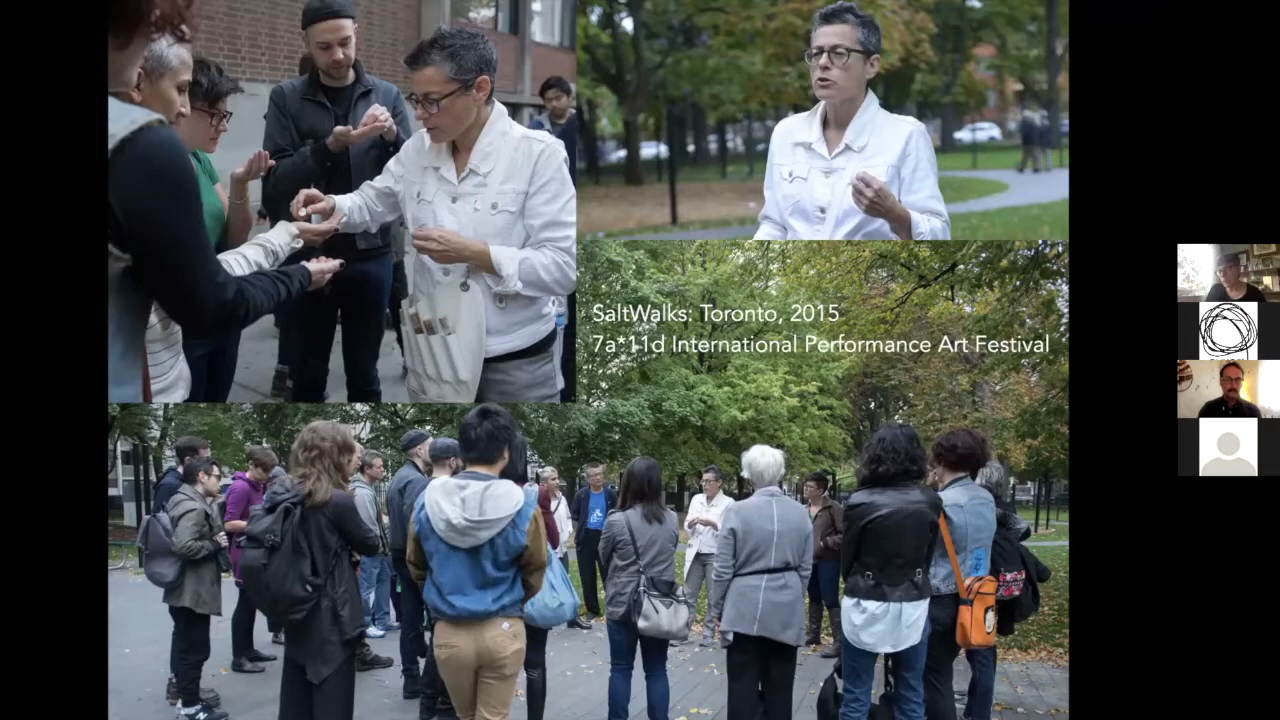 SaltWalks: Toronto, 2015
7a*11d International Performance Art Festival